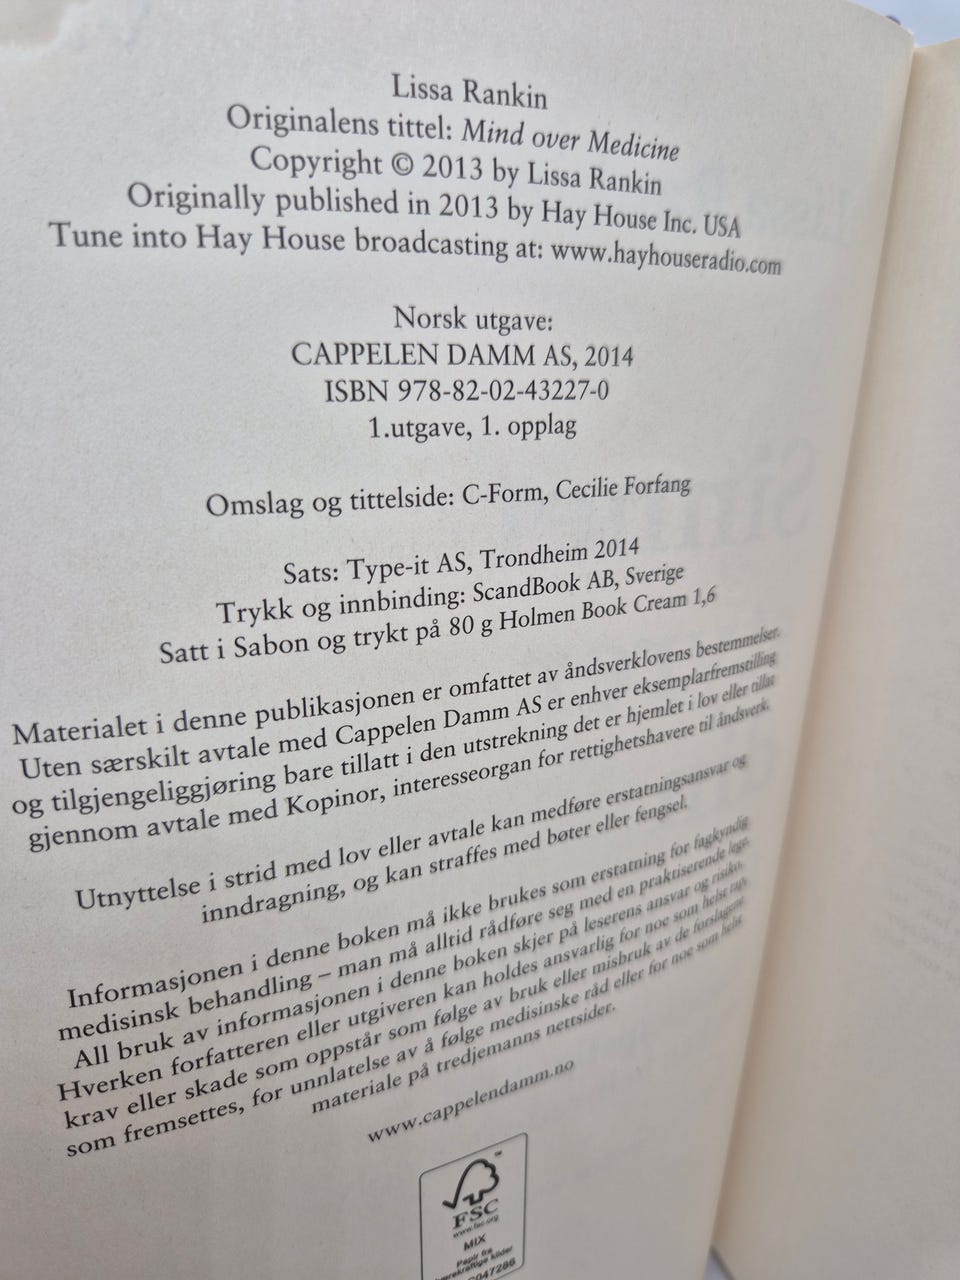 Lissa Rankin
Originalens tittel: Mind over Medicine
Copyright © 2013 by Lissa Rankin
Originally published in 2013 by Hay House Inc. USA
Tune into Hay House broadcasting at: www.hayhouseradio.com
Norsk utgave:
CAPPELEN DAMM AS, 2014
ISBN 978-82-02-43227-0
1.utgave, 1. opplag
Omslag og tittelside: C-Form, Cecilie Forfang
Sats: Type-it AS, Trondheim 2014
Trykk og innbinding: ScandBook AB, Sverige
Satt i Sabon og trykt på 80 g Holmen Book Cream 1,6
Materialet i denne publikasjonen er omfattet av åndsverklovens bestemmelser.
Uten særskilt avtale med Cappelen Damm AS er enhver eksemplarfremstilling
og tilgjengeliggjøring bare tillatt i den utstrekning det er hjemlet i lov eller tillat
gjennom avtale med Kopinor, interesseorgan for rettighetshavere til åndsverk.
Utnyttelse i strid med lov eller avtale kan medføre erstatningsansvar og
inndragning, og kan straffes med bøter eller fengsel.
Informasjonen i denne boken må ikke brukes som erstatning for fagkyndig
medisinsk behandling – man må alltid rådføre seg med en praktiserende lege.
All bruk av informasjonen i denne boken skjer på leserens ansvar og risiko.
Hverken forfatteren eller utgiveren kan holdes ansvarlig for noe som helst tap,
krav eller skade som oppstår som følge av bruk eller misbruk av de forslagene
som fremsettes, for unnlatelse av å følge medisinske råd eller for noe som helst
materiale på tredjemanns nettsider.
www.cappelendamm.no
FSC
www.fsc.org
MIX
Papir fra
047286